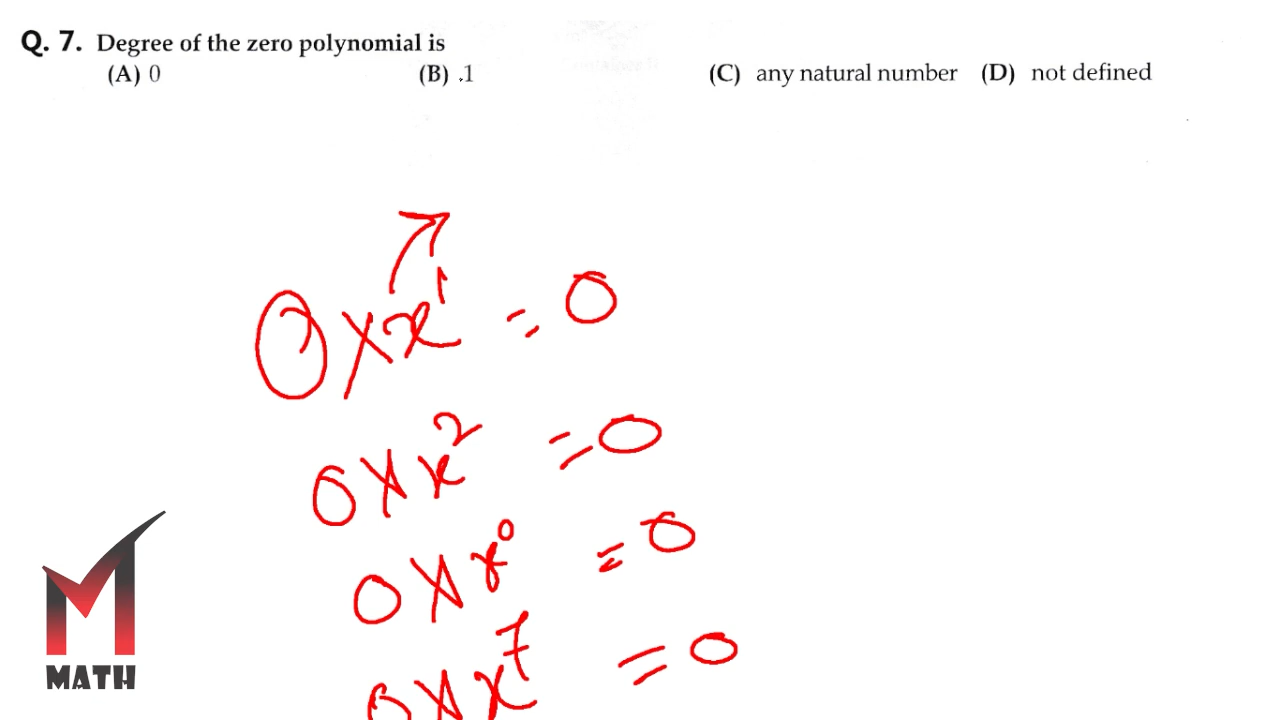 Q. 7. Degree of the zero polynomial is
(A) 0 (B) .1 (C) any natural number (D) not defined
0 × x¹ = 0
0 × x² = 0
0 × x⁰ = 0
0 × x⁷ = 0
MATH